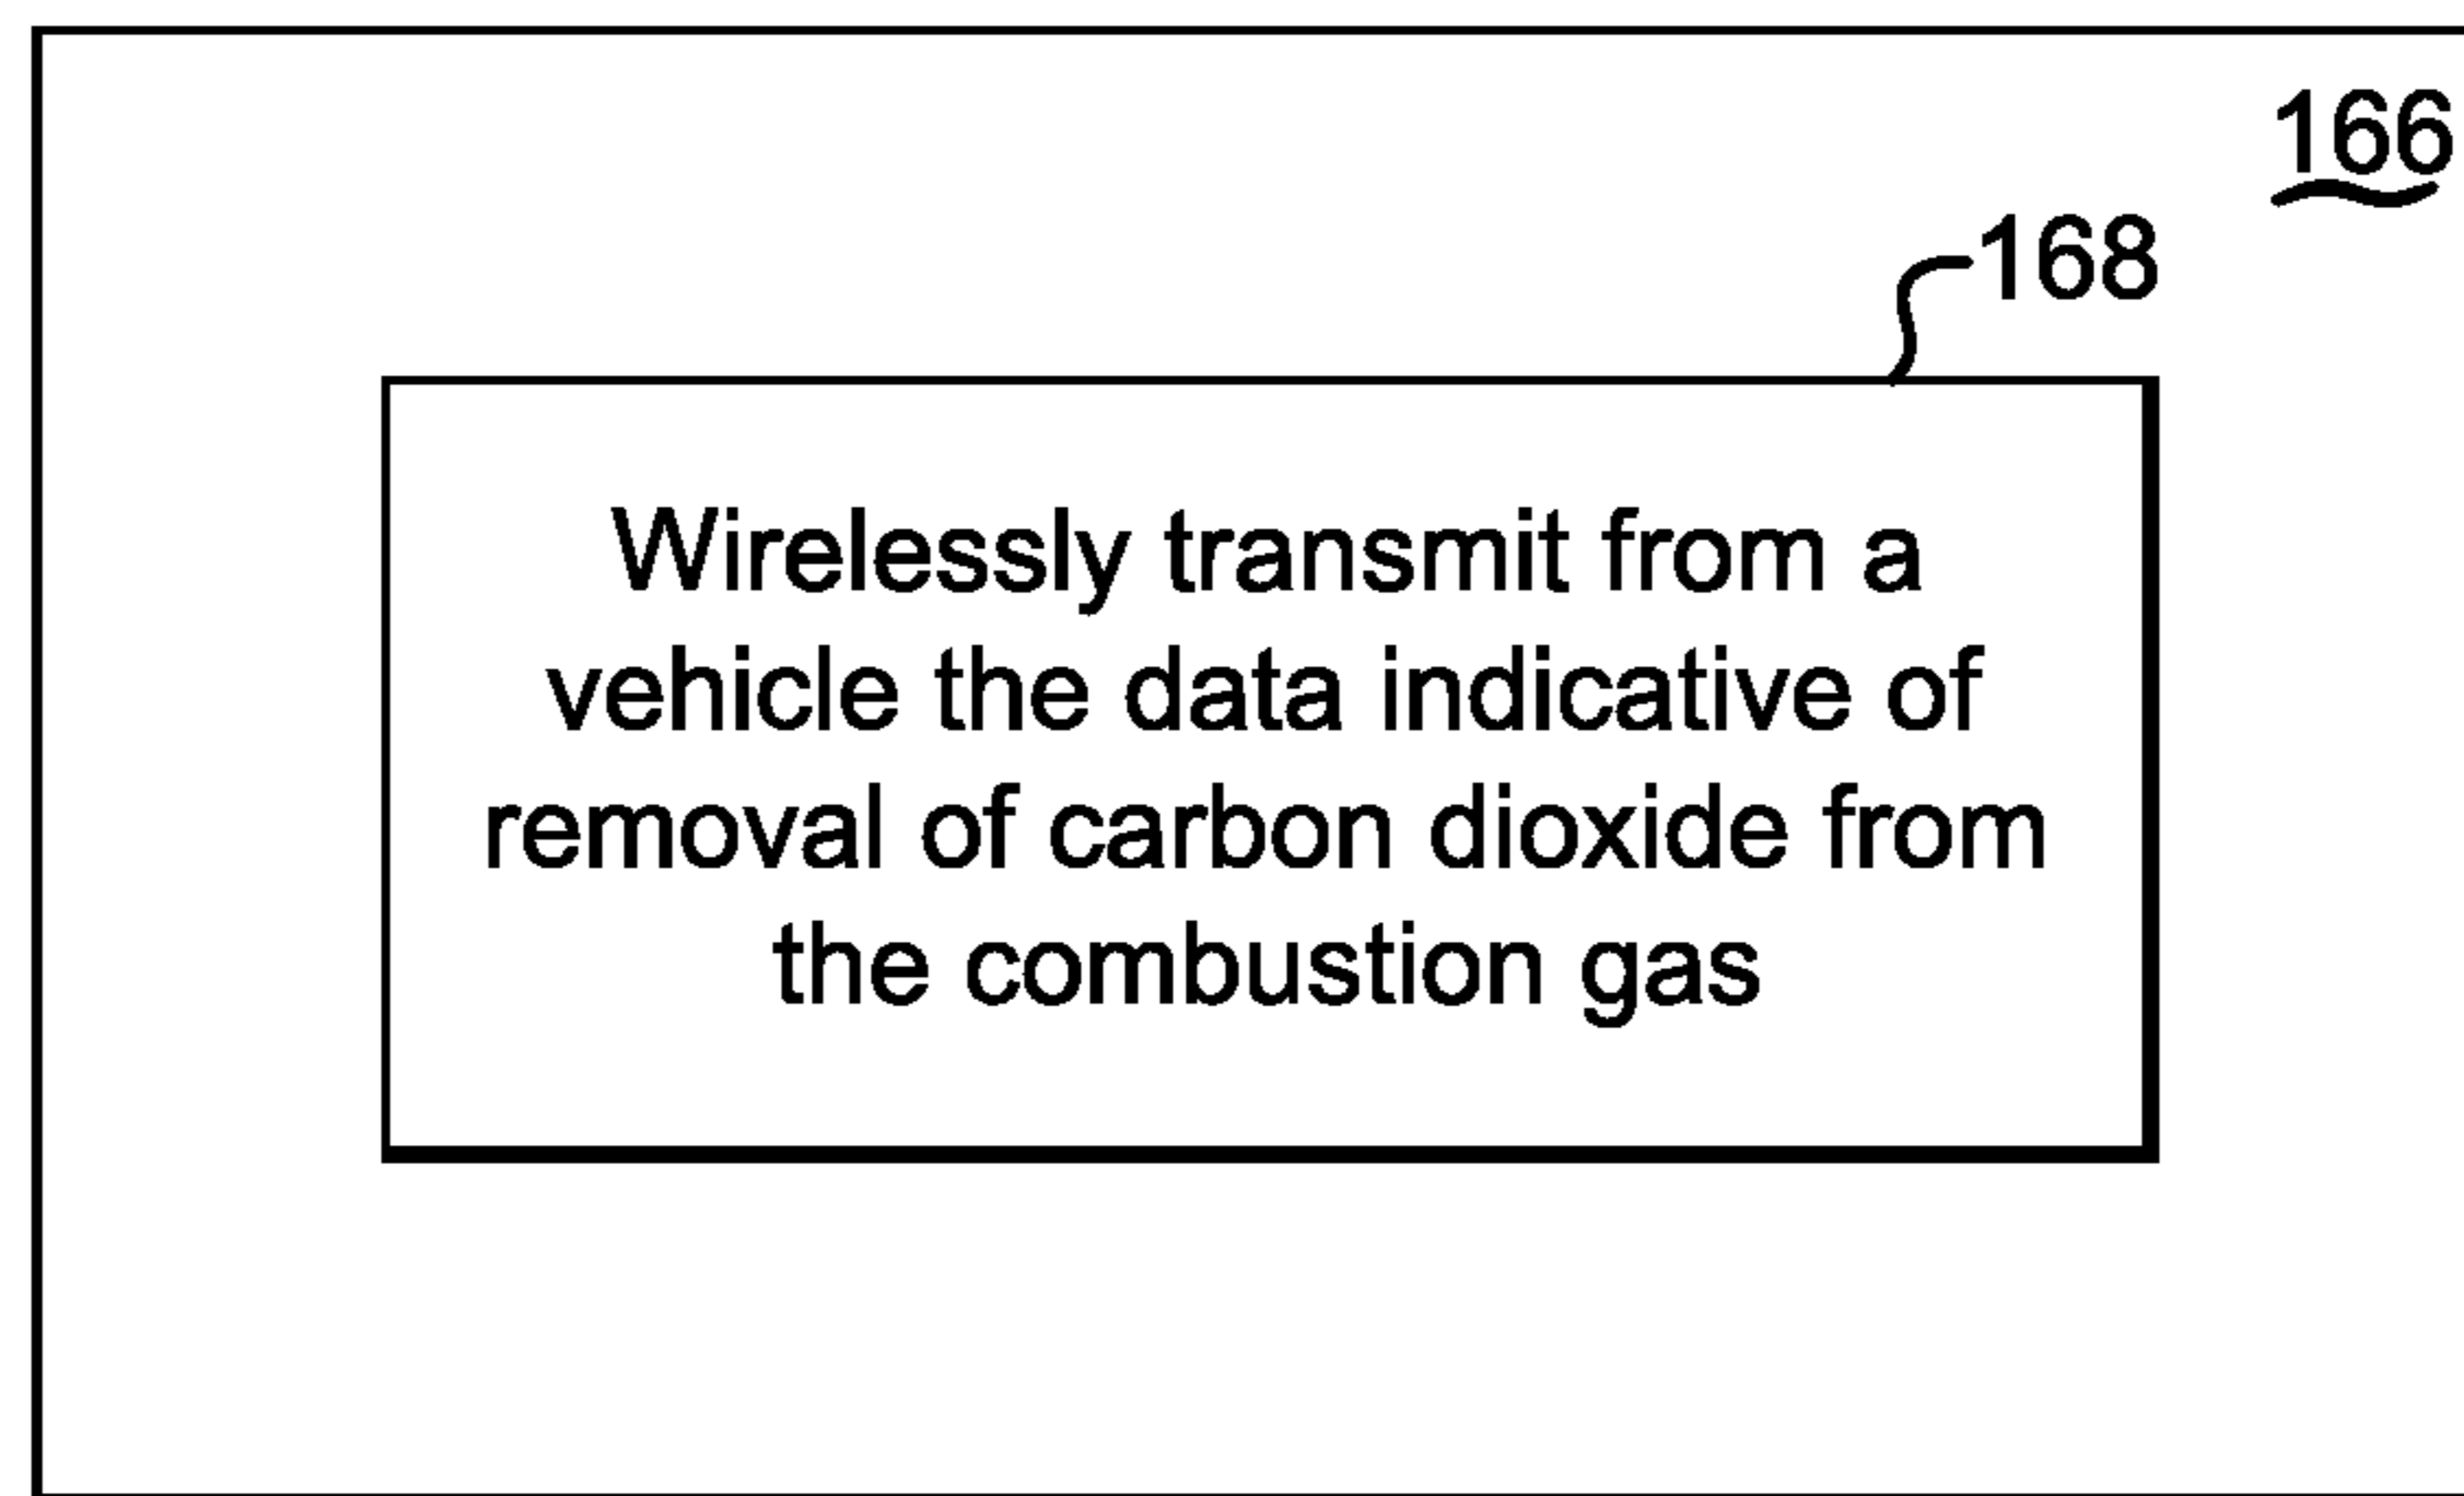 166
168
Wirelessly transmit from a
vehicle the data indicative of
removal of carbon dioxide from
the combustion gas